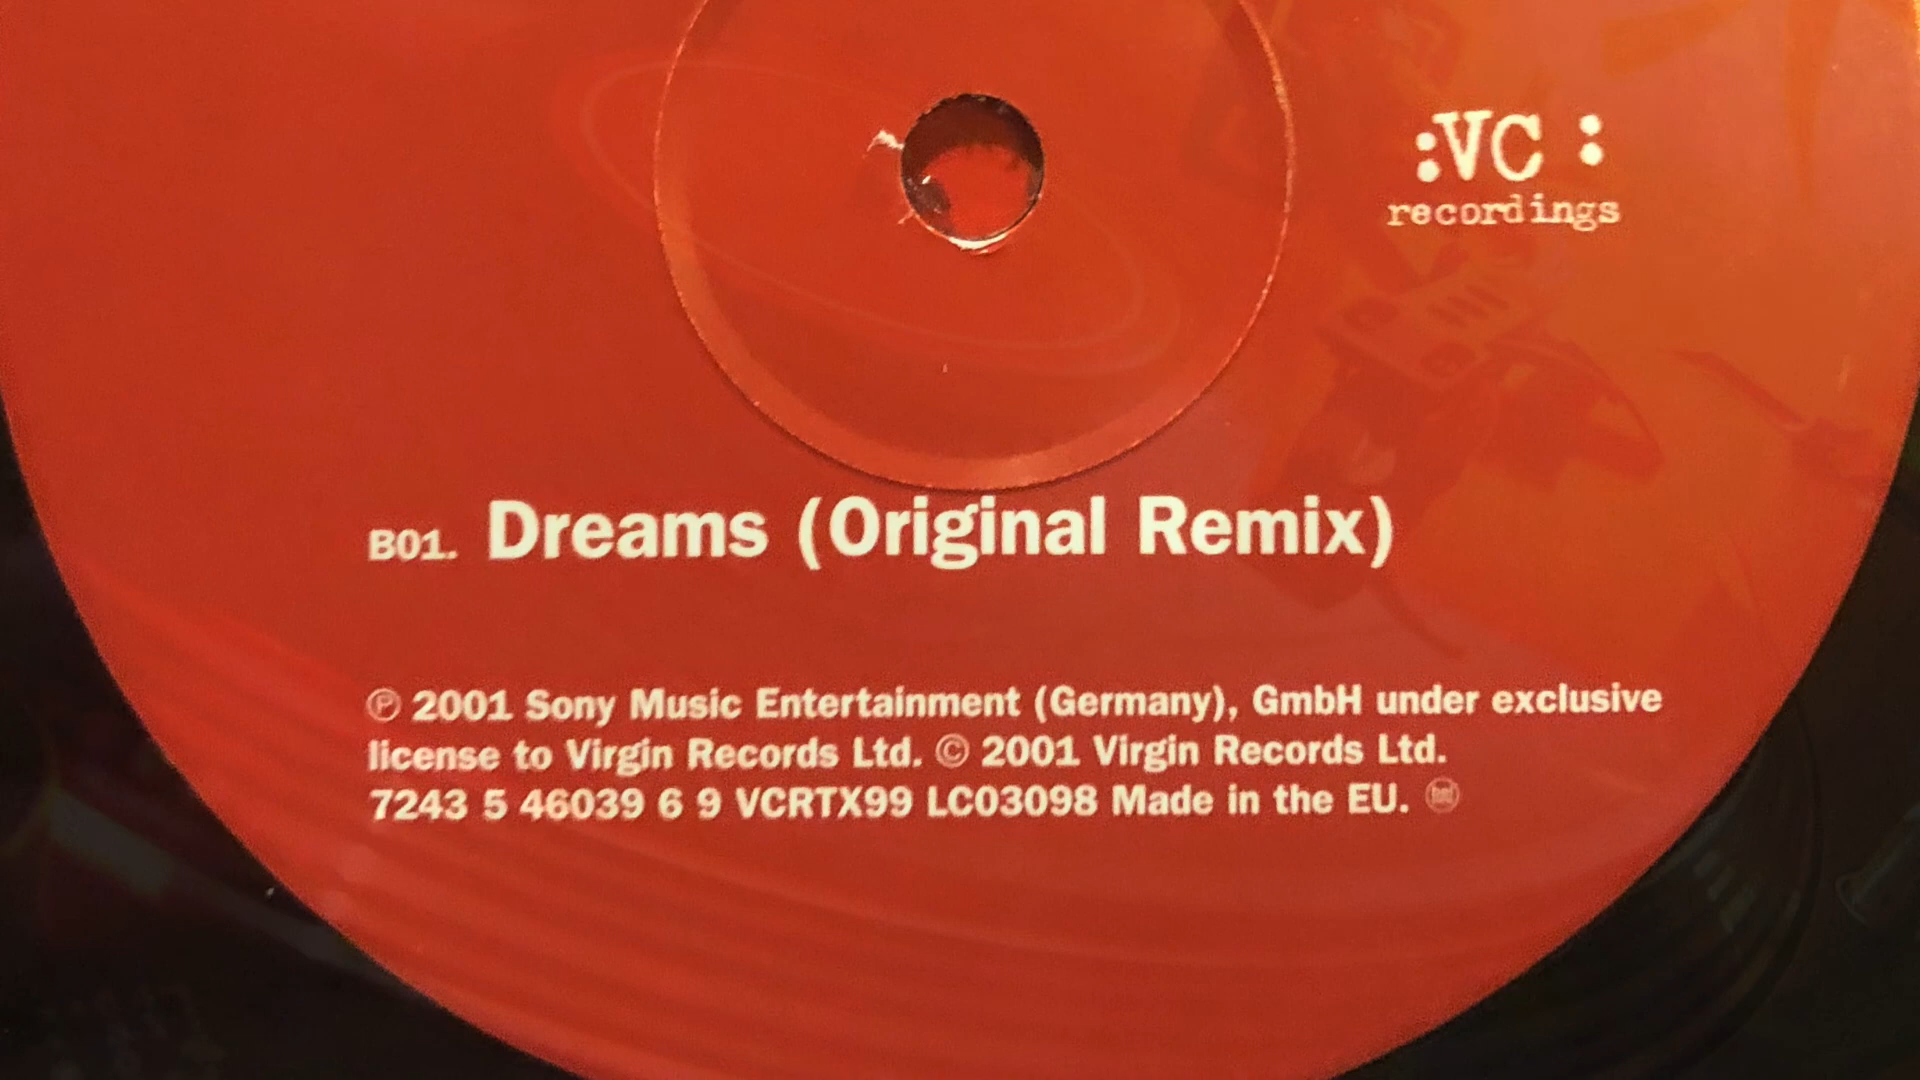 :VC :
recordings
B01. Dreams (Original Remix)
℗ 2001 Sony Music Entertainment (Germany), GmbH under exclusive
license to Virgin Records Ltd. © 2001 Virgin Records Ltd.
7243 5 46039 6 9 VCRTX99 LC03098 Made in the EU.